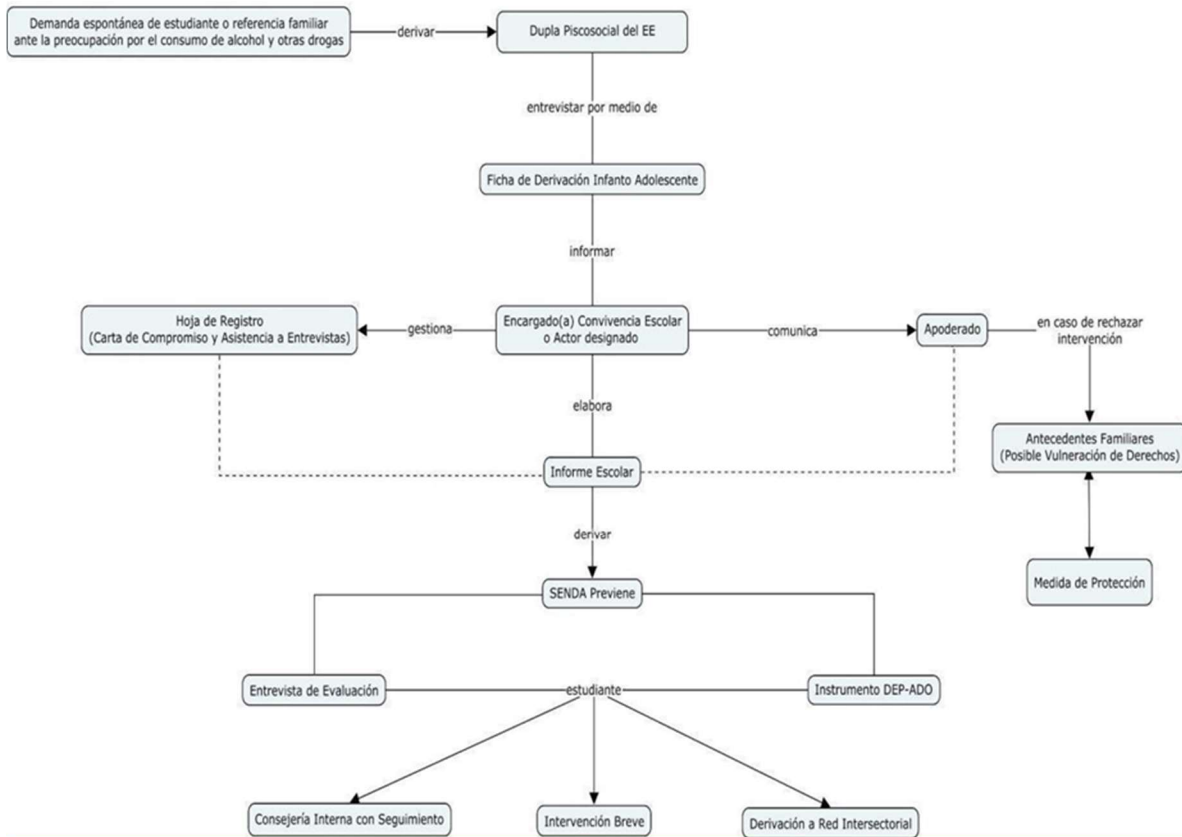 Demanda espontánea de estudiante o referencia familiar
ante la preocupación por el consumo de alcohol y otras drogas
derivar
Dupla Piscosocial del EE
entrevistar por medio de
Ficha de Derivación Infanto Adolescente
informar
Hoja de Registro
(Carta de Compromiso y Asistencia a Entrevistas)
gestiona
Encargado(a) Convivencia Escolar
o Actor designado
comunica
Apoderado
en caso de rechazar
intervención
elabora
Antecedentes Familiares
(Posible Vulneración de Derechos)
Informe Escolar
derivar
Medida de Protección
SENDA Previene
Entrevista de Evaluación
estudiante
Instrumento DEP-ADO
Consejería Interna con Seguimiento
Intervención Breve
Derivación a Red Intersectorial